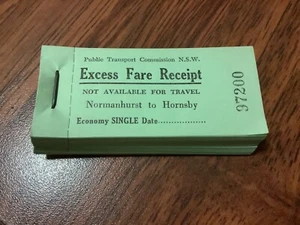 Public Transport Commission N.S.W.
Excess Fare Receipt
NOT AVAILABLE FOR TRAVEL
Normanhurst to Hornsby
Economy SINGLE Date..................
97200